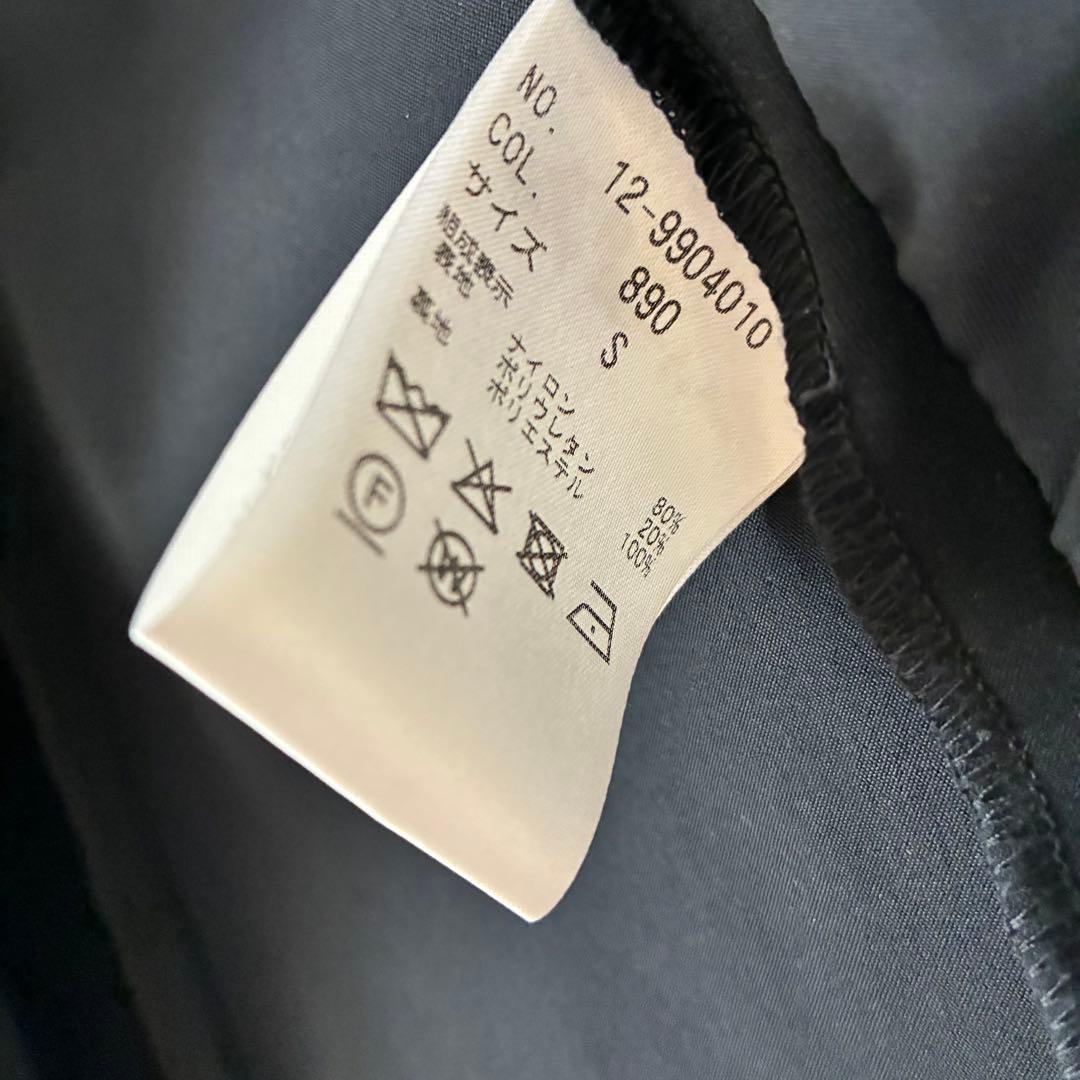 NO. 12-9904010
COL. 890
サイズ S
組成表示
表地 ナイロン 80%
ポリウレタン 20%
裏地 ポリエステル 100%
F
W